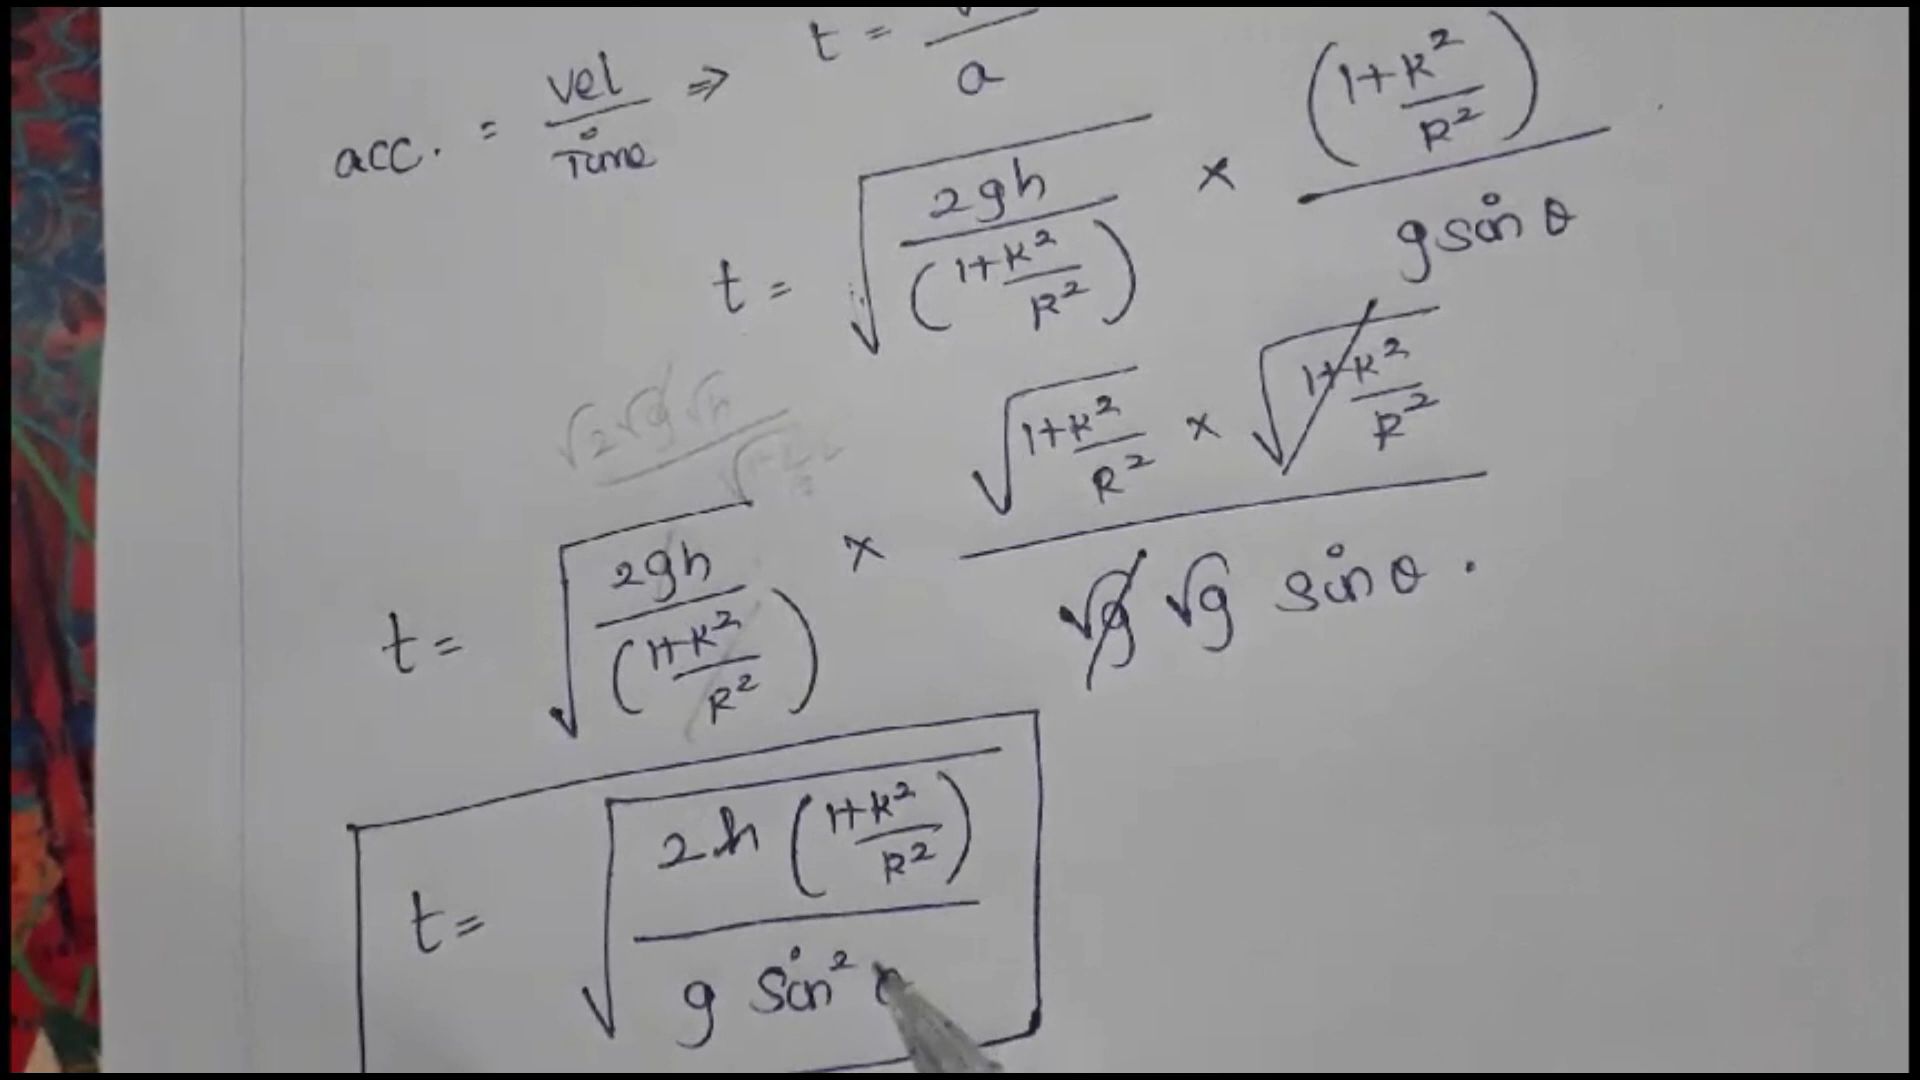 acc. = vel/Time ⇒ t = /a
t = √(2gh/(1+K²/R²)) × (1+K²/R²)/(g sin θ)
√2 √g √h
t = √(2gh/(1+K²/R²)) × (√(1+K²/R²) × √(1+K²/R²))/(√g √g sin θ) .
t = √(2h (1+K²/R²)/(g sin²